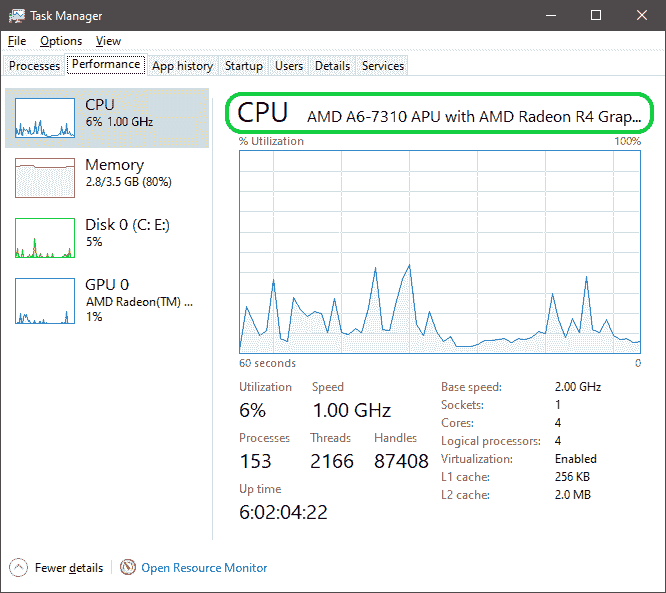 Task Manager
File Options View
Processes Performance App history Startup Users Details Services
CPU
6% 1.00 GHz
Memory
2.8/3.5 GB (80%)
Disk 0 (C: E:)
5%
GPU 0
AMD Radeon(TM) ...
1%
CPU AMD A6-7310 APU with AMD Radeon R4 Grap...
% Utilization 100%
60 seconds 0
Utilization Speed
6% 1.00 GHz
Processes Threads Handles
153 2166 87408
Up time
6:02:04:22
Base speed: 2.00 GHz
Sockets: 1
Cores: 4
Logical processors: 4
Virtualization: Enabled
L1 cache: 256 KB
L2 cache: 2.0 MB
Fewer details Open Resource Monitor